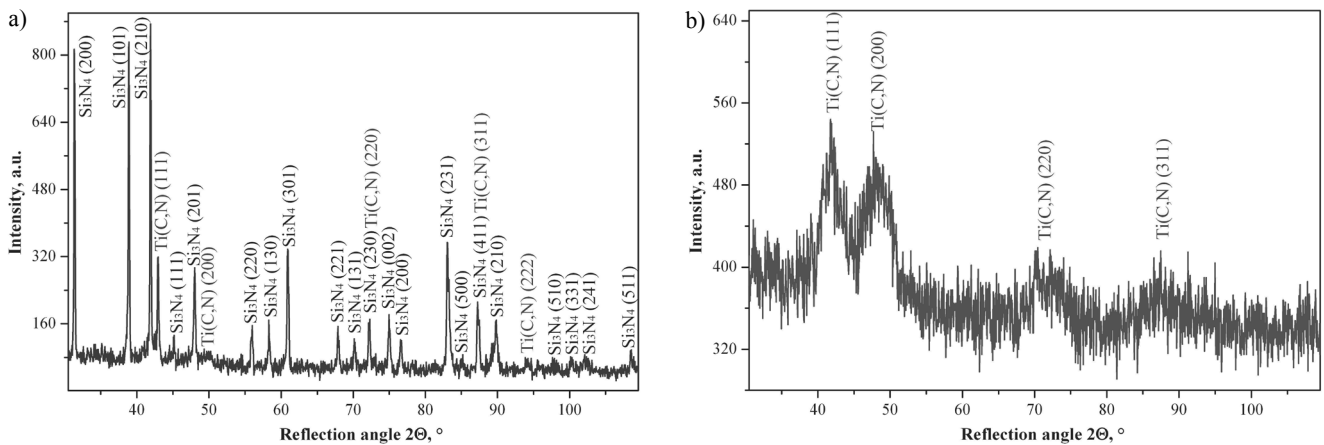 a)
Intensity, a.u.
800
640
480
320
160
Si₃N₄ (200)
Si₃N₄ (101)
Si₃N₄ (210)
Ti(C,N) (111)
Si₃N₄ (111)
Si₃N₄ (201)
Ti(C,N) (200)
Si₃N₄ (220)
Si₃N₄ (130)
Si₃N₄ (301)
Si₃N₄ (221)
Si₃N₄ (131)
Si₃N₄ (230) Ti(C,N) (220)
Si₃N₄ (002)
Si₃N₄ (200)
Si₃N₄ (231)
Si₃N₄ (500)
Si₃N₄ (411) Ti(C,N) (311)
Si₃N₄ (210)
Ti(C,N) (222)
Si₃N₄ (510)
Si₃N₄ (331)
Si₃N₄ (241)
Si₃N₄ (511)
40 50 60 70 80 90 100
Reflection angle 2Θ, °
b)
Intensity, a.u.
640
560
480
400
320
Ti(C,N) (111)
Ti(C,N) (200)
Ti(C,N) (220)
Ti(C,N) (311)
40 50 60 70 80 90 100
Reflection angle 2Θ, °